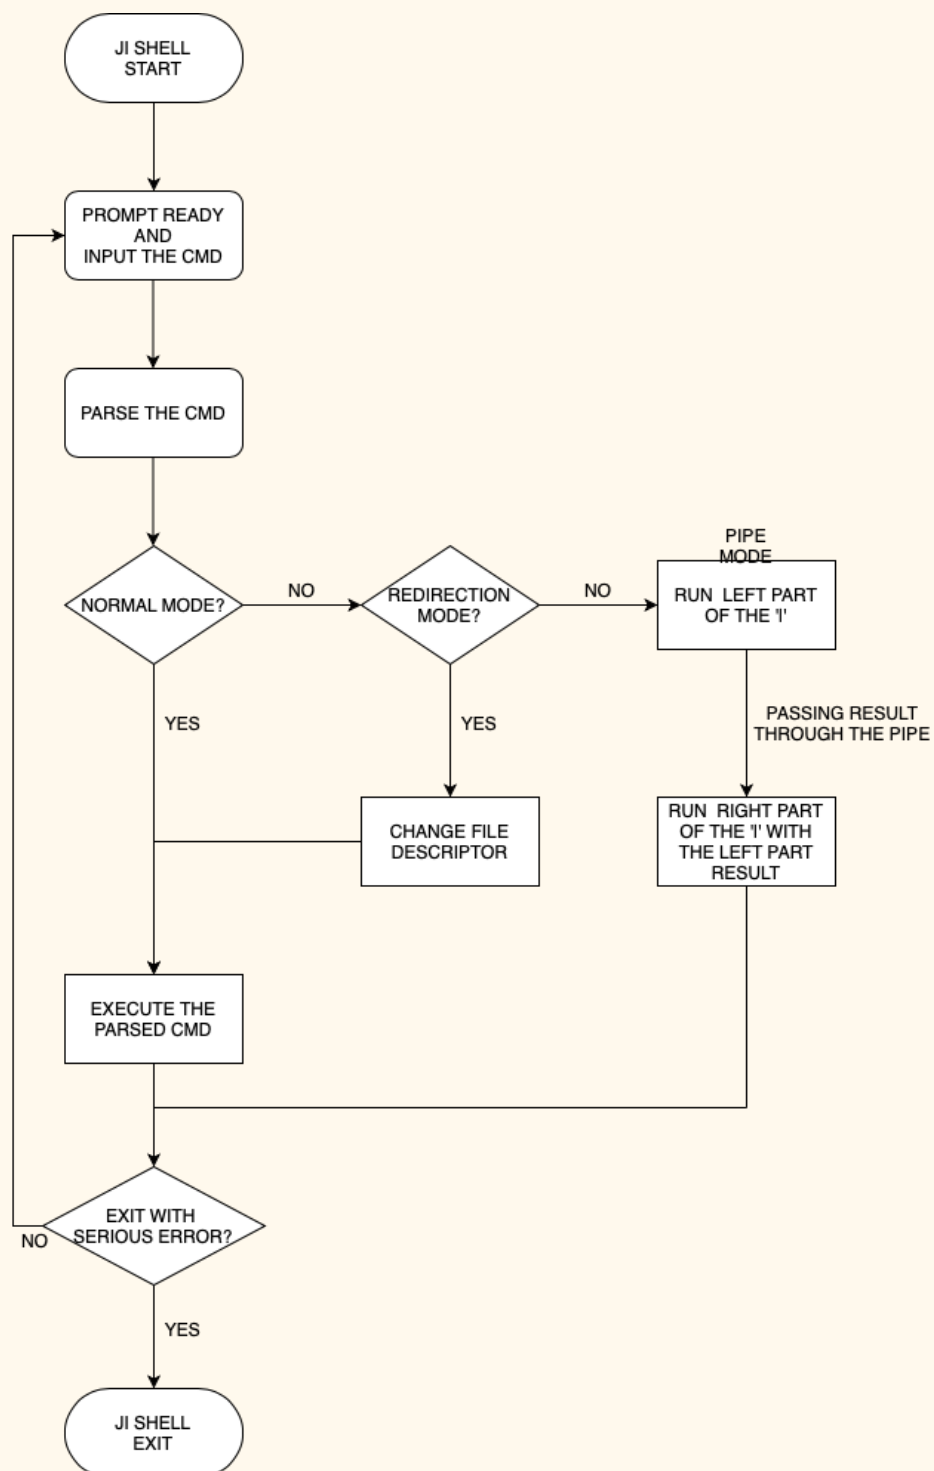 JI SHELL
START
PROMPT READY
AND
INPUT THE CMD
PARSE THE CMD
NORMAL MODE?
NO
REDIRECTION
MODE?
NO
PIPE
MODE
RUN  LEFT PART
OF THE '|'
YES
YES
PASSING RESULT
THROUGH THE PIPE
CHANGE FILE
DESCRIPTOR
RUN  RIGHT PART
OF THE '|' WITH
THE LEFT PART
RESULT
EXECUTE THE
PARSED CMD
EXIT WITH
SERIOUS ERROR?
NO
YES
JI SHELL
EXIT